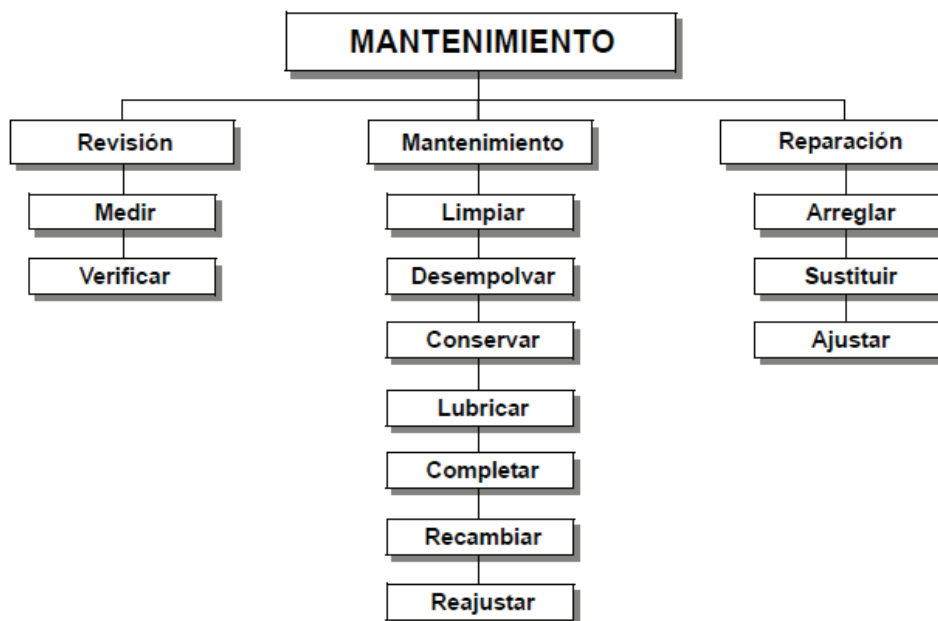 MANTENIMIENTO
Revisión
Medir
Verificar
Mantenimiento
Limpiar
Desempolvar
Conservar
Lubricar
Completar
Recambiar
Reajustar
Reparación
Arreglar
Sustituir
Ajustar